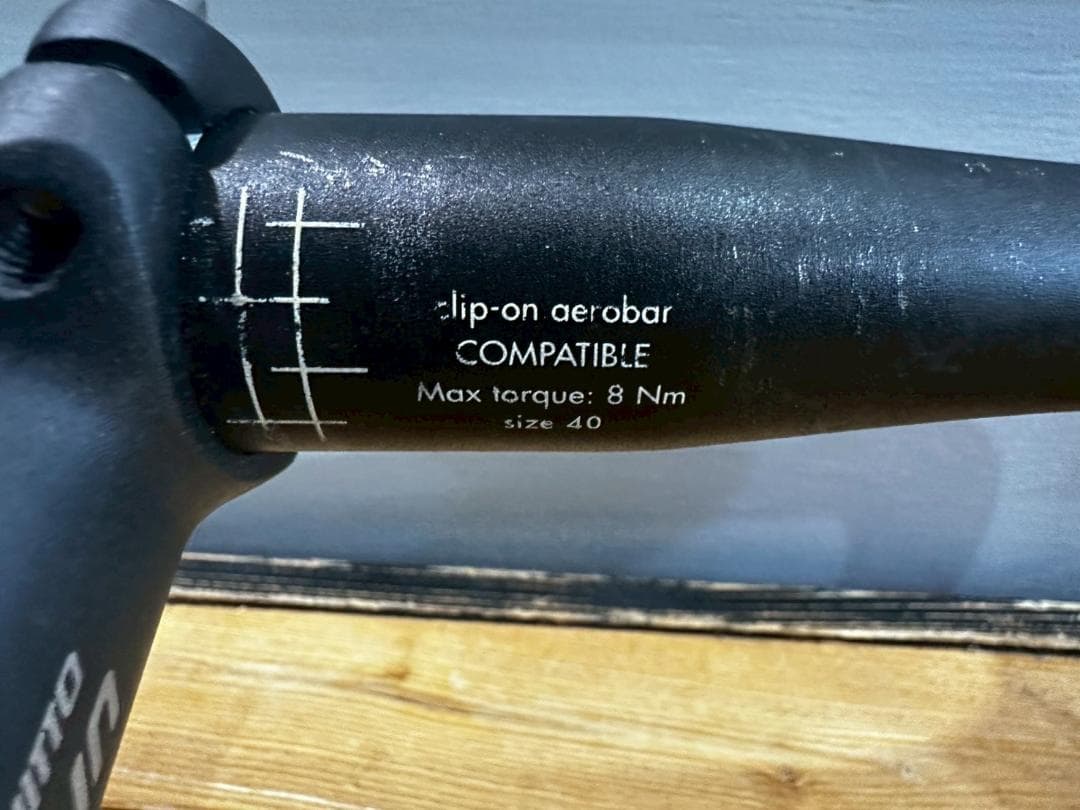 clip-on aerobar
COMPATIBLE
Max torque: 8 Nm
size 40